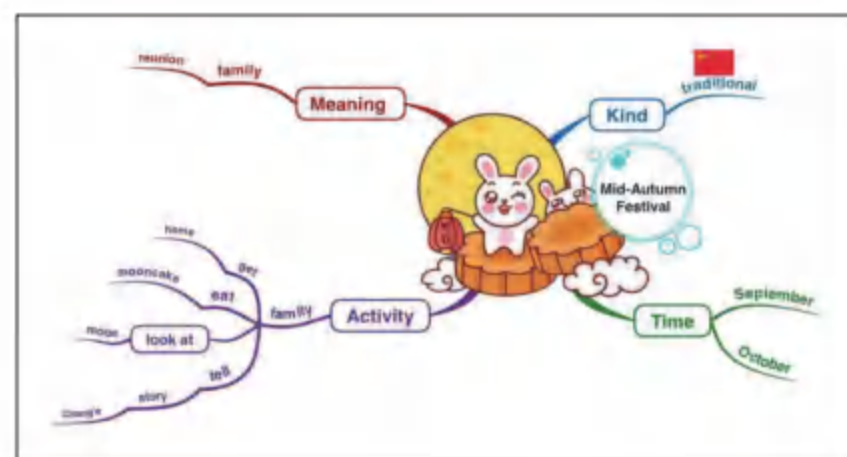 reunion
family
Meaning
Kind
traditional
Mid-Autumn
Festival
home
get
mooncake
eat
family
Activity
moon
look at
tell
story
Chang'e
Time
September
October